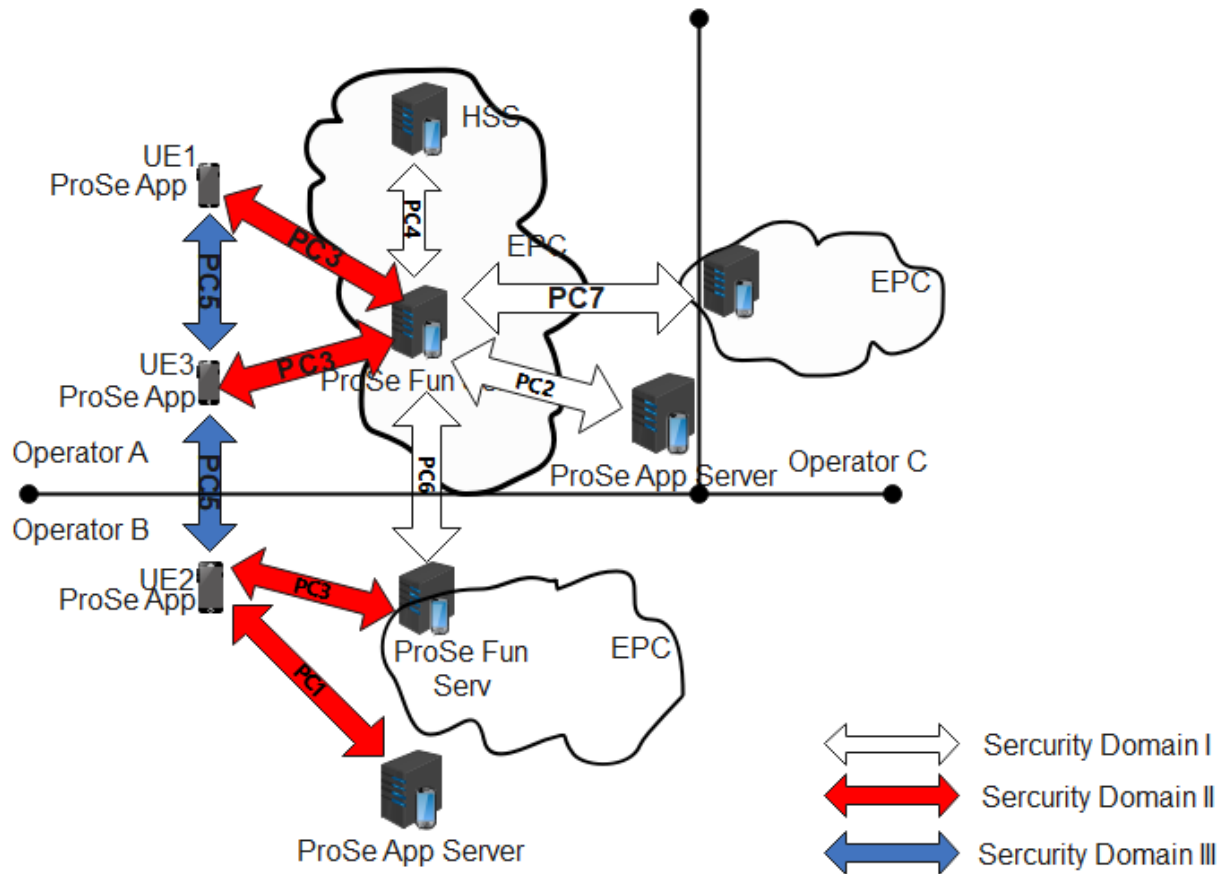 HSS
UE1
ProSe App
PC3
PC4
EPC
PC5
PC7
EPC
UE3
ProSe App
PC3
ProSe Fun
PC2
Operator A
PC5
PC6
ProSe App Server
Operator C
Operator B
UE2
ProSe App
PC3
ProSe Fun
Serv
EPC
PC1
ProSe App Server
Sercurity Domain I
Sercurity Domain II
Sercurity Domain III